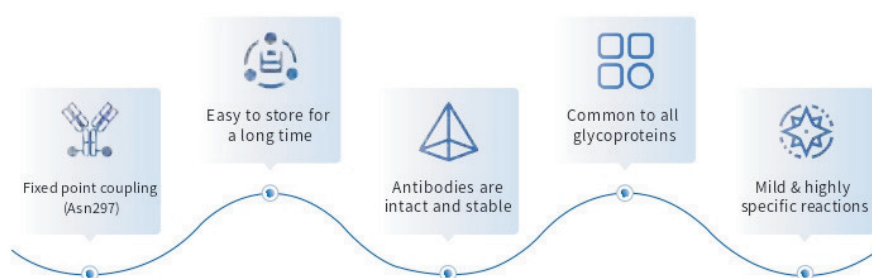 Fixed point coupling
(Asn297)
Easy to store for
a long time
Antibodies are
intact and stable
Common to all
glycoproteins
Mild & highly
specific reactions